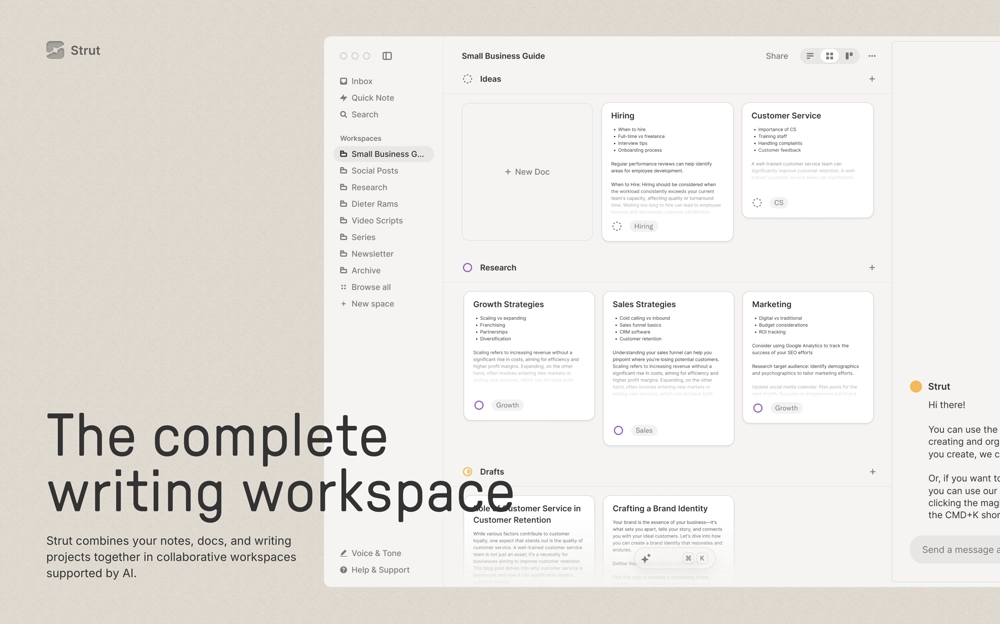 Strut
The complete
writing workspace
Strut combines your notes, docs, and writing
projects together in collaborative workspaces
supported by AI.
Inbox
Quick Note
Search
Workspaces
Small Business G...
Social Posts
Research
Dieter Rams
Video Scripts
Series
Newsletter
Archive
Browse all
+ New space
Voice & Tone
Help & Support
Small Business Guide
Share
Ideas
+
+ New Doc
Hiring
• When to hire
• Full-time vs freelance
• Interview tips
• Onboarding process
Regular performance reviews can help identify
areas for employee development.
When to Hire: Hiring should be considered when
the workload consistently exceeds your current
team's capacity, affecting quality or turnaround
time. Waiting too long to hire can lead to employee
Hiring
Customer Service
• Importance of CS
• Training staff
• Handling complaints
• Customer feedback
A well-trained customer service team can
significantly improve customer retention. A well-
CS
Research
+
Growth Strategies
• Scaling vs expanding
• Franchising
• Partnerships
• Diversification
Scaling refers to increasing revenue without a
significant rise in costs, aiming for efficiency and
higher profit margins. Expanding, on the other
hand, often involves entering new markets or
Growth
Sales Strategies
• Cold calling vs inbound
• Sales funnel basics
• CRM software
• Customer retention
Understanding your sales funnel can help you
pinpoint where you're losing potential customers.
Scaling refers to increasing revenue without a
significant rise in costs, aiming for efficiency and
higher profit margins. Expanding, on the other
hand, often involves entering new markets or
Sales
Marketing
• Digital vs traditional
• Budget considerations
• ROI tracking
Consider using Google Analytics to track the
success of your SEO efforts
Research target audience: Identify demographics
and psychographics to tailor marketing efforts.
Update social media calendar: Plan posts for the
Growth
Drafts
+
Role of Customer Service in
Customer Retention
While various factors contribute to customer
loyalty, one aspect that stands out is the quality of
customer service. A well-trained customer service
team is not just an asset; it's a necessity for
businesses aiming to improve customer retention.
Crafting a Brand Identity
Your brand is the essence of your business—it's
what sets you apart, tells your story, and connects
you with your ideal customers. Let's dive into how
you can create a brand identity that resonates and
endures.
Define
⌘ K
Strut
Hi there!
You can use the
creating and org
you create, we c
Or, if you want to
you can use our
clicking the mag
the CMD+K shor
Send a message a